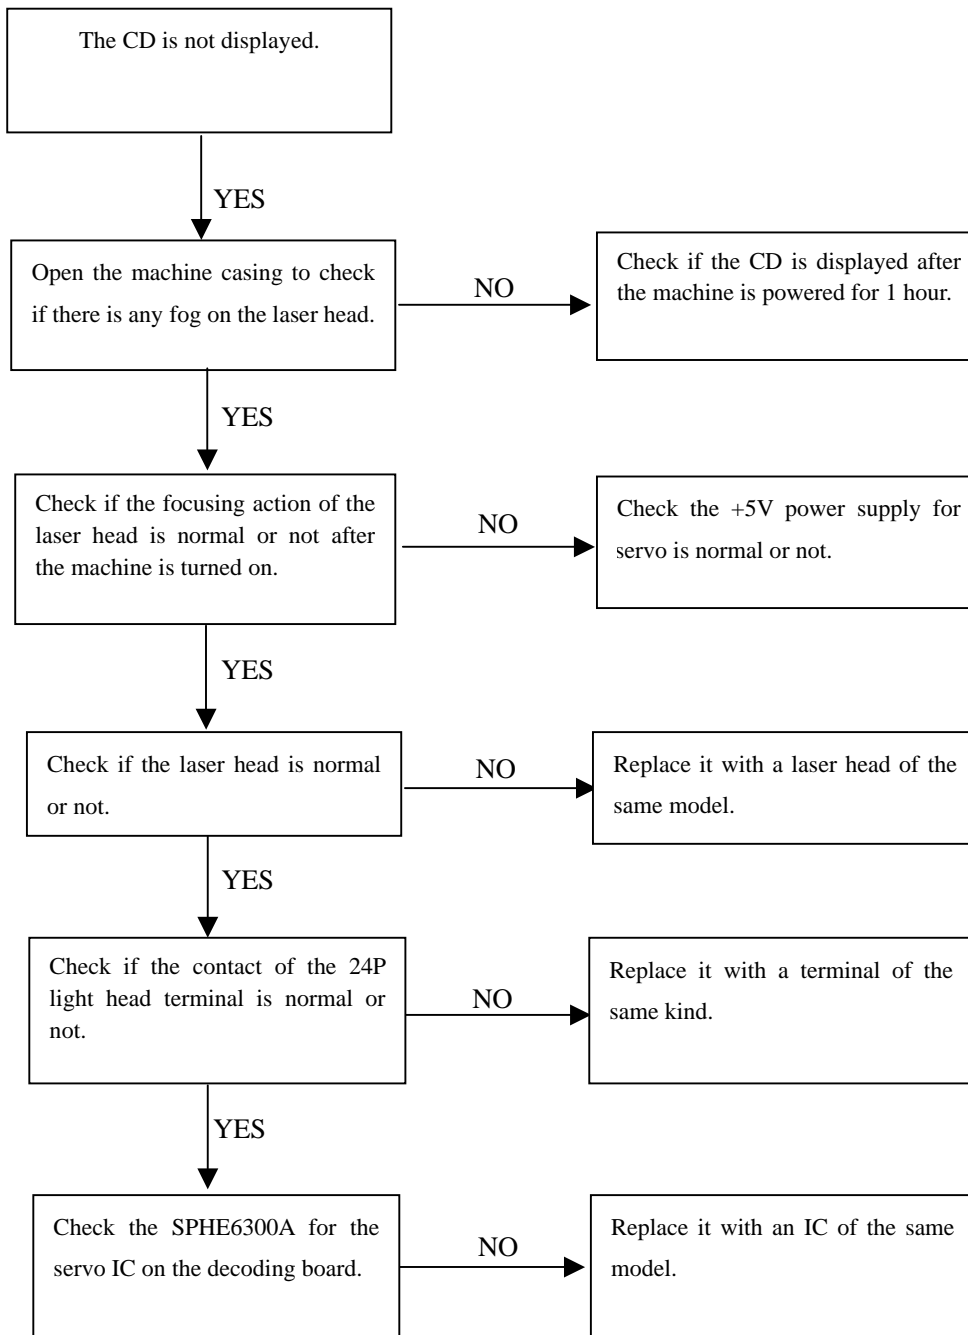 The CD is not displayed.
YES
Open the machine casing to check
if there is any fog on the laser head.
NO
Check if the CD is displayed after
the machine is powered for 1 hour.
YES
Check if the focusing action of the
laser head is normal or not after
the machine is turned on.
NO
Check the +5V power supply for
servo is normal or not.
YES
Check if the laser head is normal
or not.
NO
Replace it with a laser head of the
same model.
YES
Check if the contact of the 24P
light head terminal is normal or
not.
NO
Replace it with a terminal of the
same kind.
YES
Check the SPHE6300A for the
servo IC on the decoding board.
NO
Replace it with an IC of the same
model.